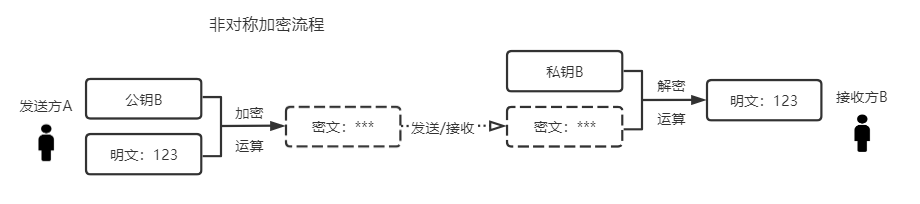 非对称加密流程
发送方A
公钥B
明文：123
加密
运算
密文：***
发送/接收
私钥B
密文：***
解密
运算
明文：123
接收方B